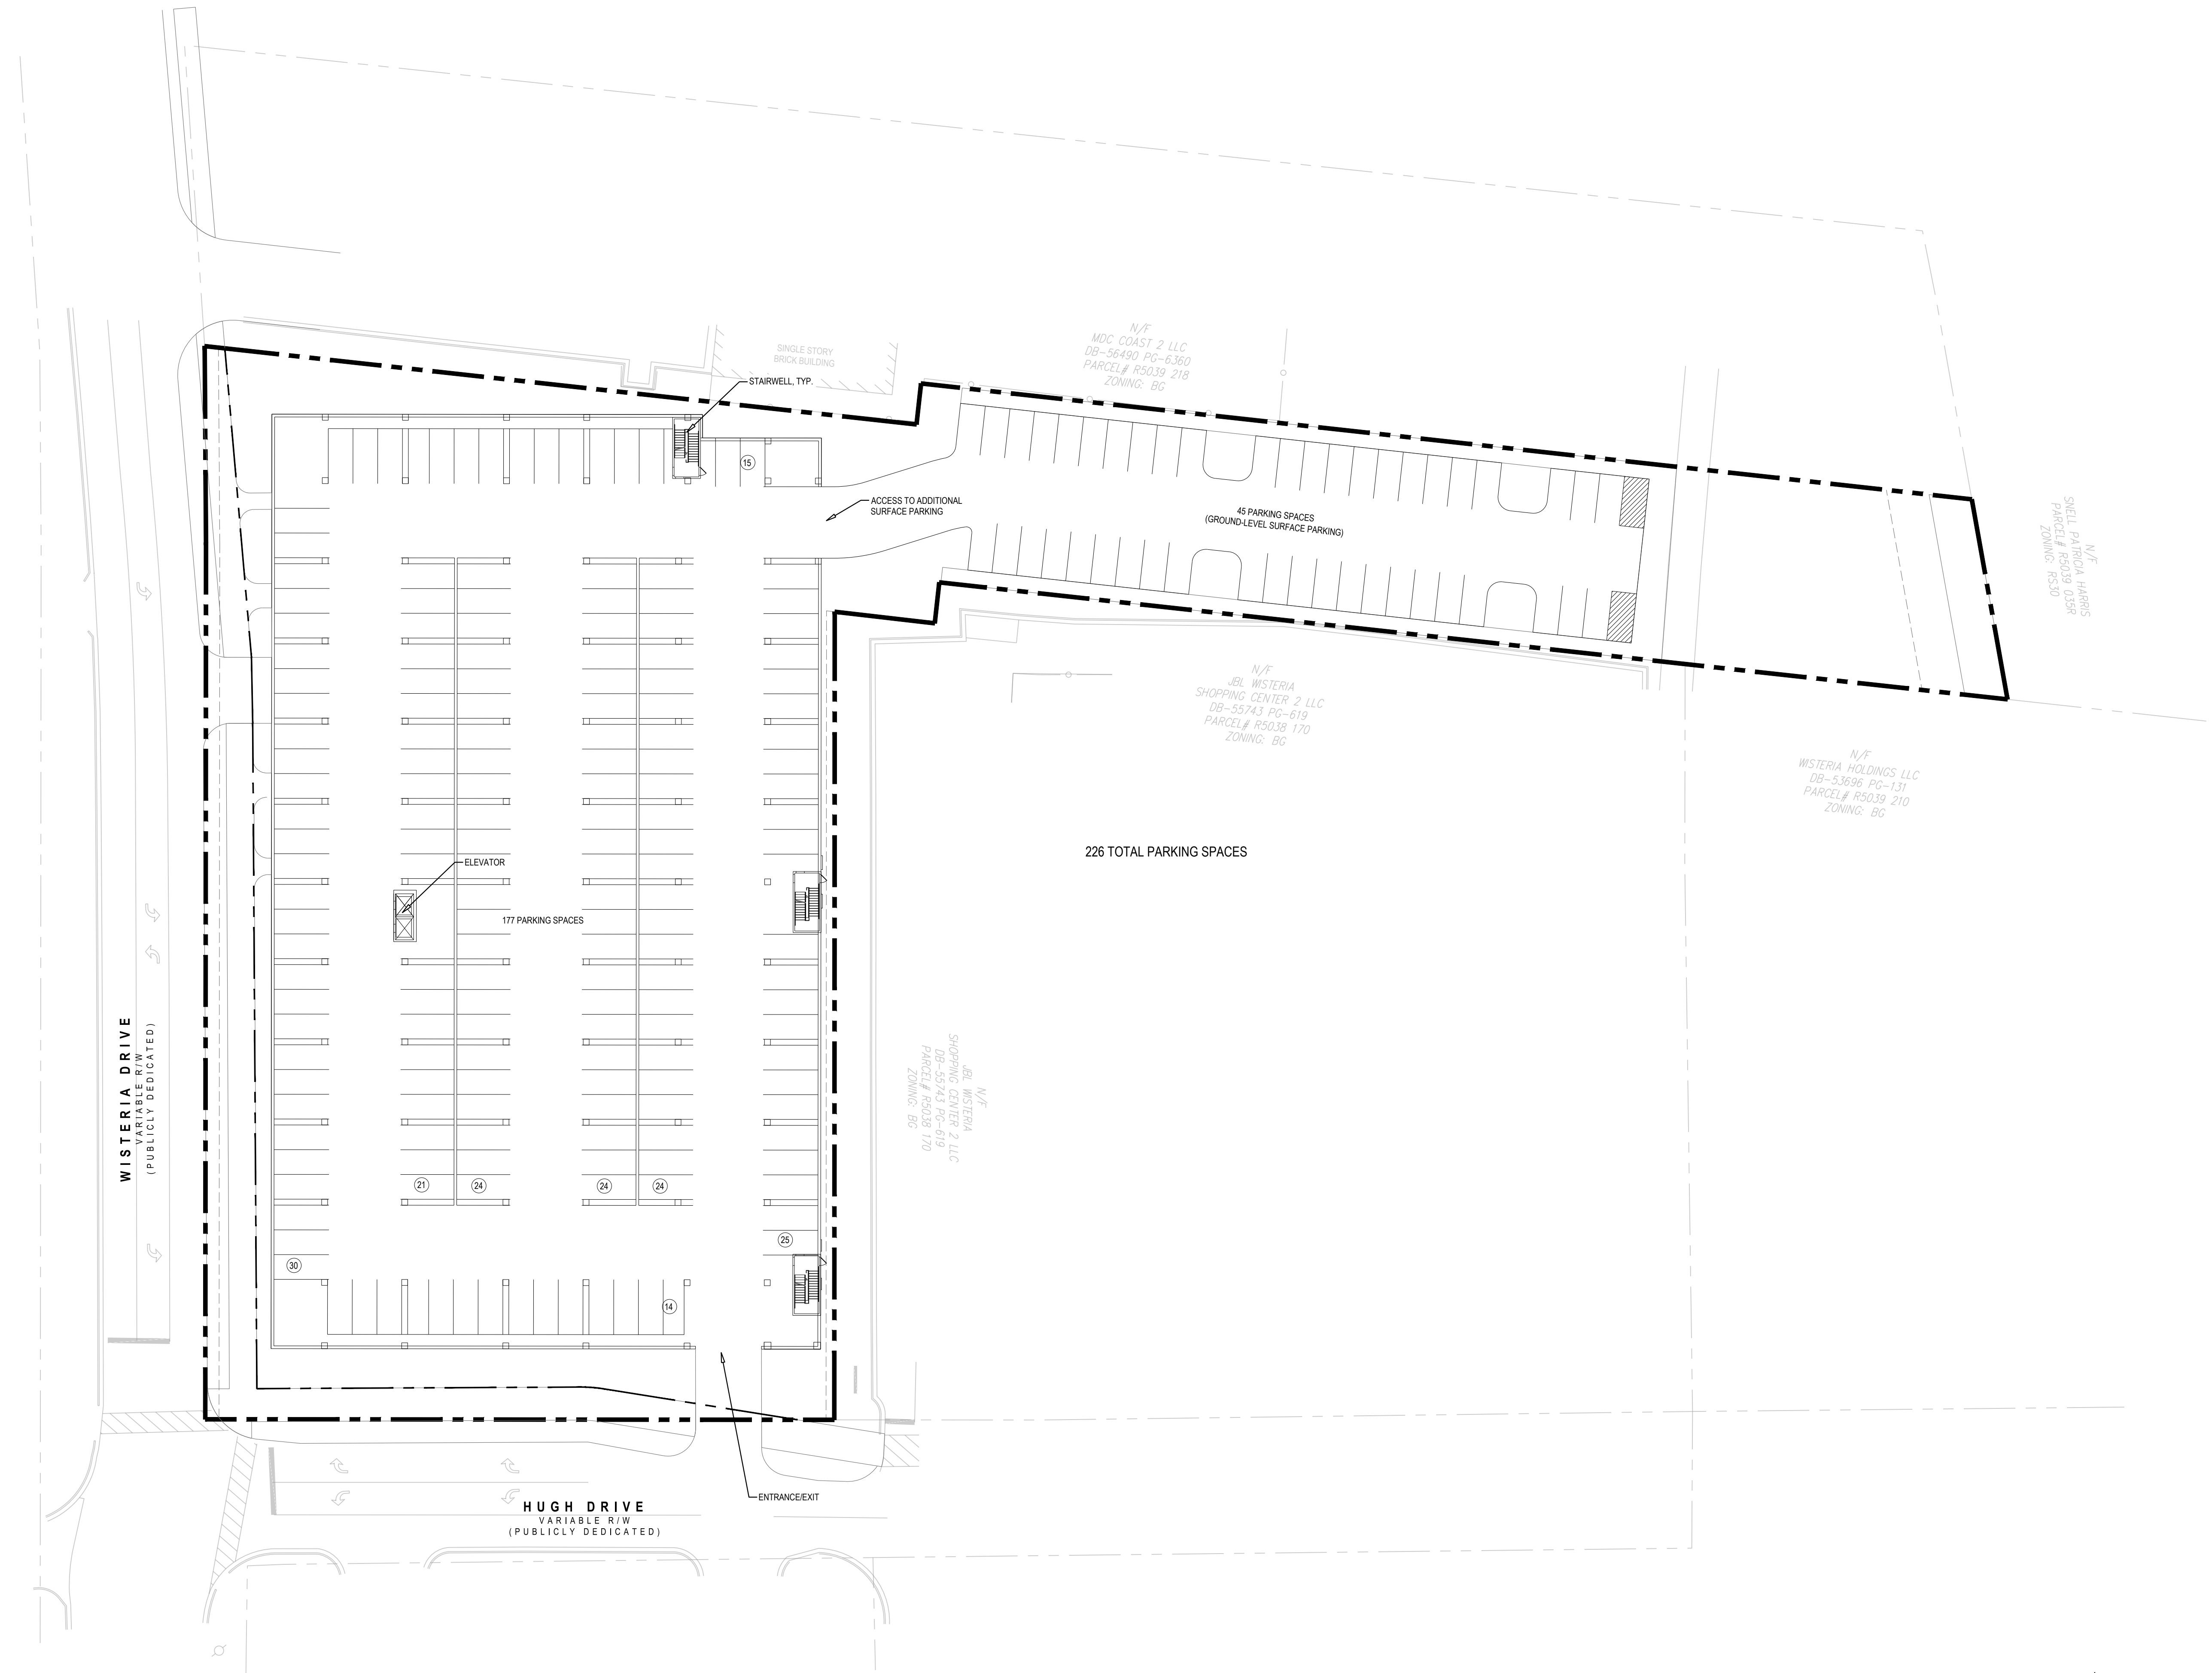 N/F
MDC COAST 2 LLC
DB-56490 PG-6360
PARCEL# R5039 218
ZONING: BG
SINGLE STORY
BRICK BUILDING
STAIRWELL, TYP.
15
ACCESS TO ADDITIONAL
SURFACE PARKING
45 PARKING SPACES
(GROUND-LEVEL SURFACE PARKING)
N/F
SNELL PATRICIA HARRIS
PARCEL# R5039 035R
ZONING: RS30
N/F
JBL WISTERIA
SHOPPING CENTER 2 LLC
DB-55743 PG-619
PARCEL# R5038 170
ZONING: BG
N/F
WISTERIA HOLDINGS LLC
DB-53696 PG-131
PARCEL# R5039 210
ZONING: BG
226 TOTAL PARKING SPACES
ELEVATOR
177 PARKING SPACES
WISTERIA DRIVE
VARIABLE R/W
(PUBLICLY DEDICATED)
N/F
JBL WISTERIA
SHOPPING CENTER 2 LLC
DB-55743 PG-619
PARCEL# R5038 170
ZONING: BG
21
24
24
24
25
30
14
ENTRANCE/EXIT
HUGH DRIVE
VARIABLE R/W
(PUBLICLY DEDICATED)